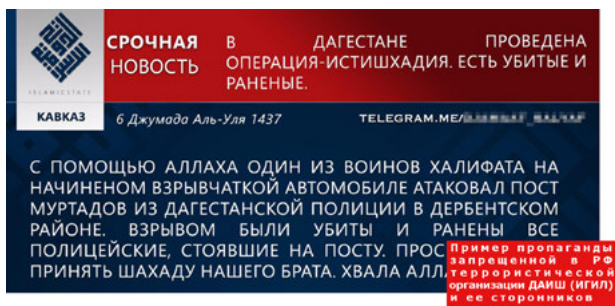 СРОЧНАЯ
НОВОСТЬ
В ДАГЕСТАНЕ ПРОВЕДЕНА
ОПЕРАЦИЯ-ИСТИШХАДИЯ. ЕСТЬ УБИТЫЕ И
РАНЕНЫЕ.
ISLAMICSTATE
КАВКАЗ
6 Джумада Аль-Уля 1437
TELEGRAM.ME/
С ПОМОЩЬЮ АЛЛАХА ОДИН ИЗ ВОИНОВ ХАЛИФАТА НА
НАЧИНЕНОМ ВЗРЫВЧАТКОЙ АВТОМОБИЛЕ АТАКОВАЛ ПОСТ
МУРТАДОВ ИЗ ДАГЕСТАНСКОЙ ПОЛИЦИИ В ДЕРБЕНТСКОМ
РАЙОНЕ. ВЗРЫВОМ БЫЛИ УБИТЫ И РАНЕНЫ ВСЕ
ПОЛИЦЕЙСКИЕ, СТОЯВШИЕ НА ПОСТУ.
ПРИНЯТЬ ШАХАДУ НАШЕГО БРАТА. ХВАЛА
Пример пропаганды
запрещенной в РФ
террористической
организации ДАИШ (ИГИЛ)
и ее сторонников